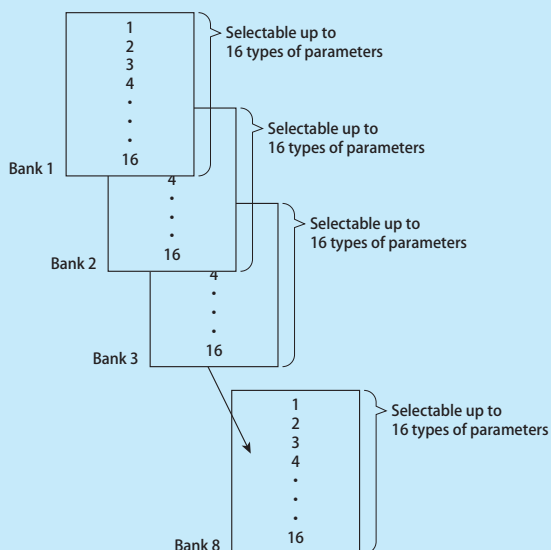 1
2
3
4
·
·
·
16
Bank 1
Selectable up to
16 types of parameters
4
·
·
·
16
Bank 2
Selectable up to
16 types of parameters
4
·
·
·
16
Bank 3
Selectable up to
16 types of parameters
1
2
3
4
·
·
·
16
Bank 8
Selectable up to
16 types of parameters